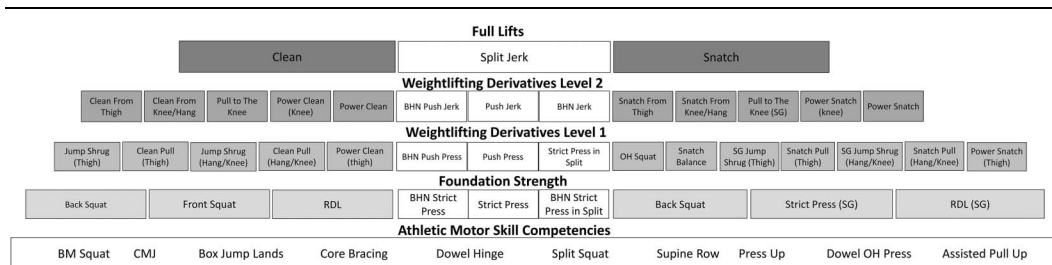 Full Lifts
Clean Split Jerk Snatch
Weightlifting Derivatives Level 2
Clean From Thigh Clean From Knee/Hang Pull to The Knee Power Clean (Knee) Power Clean BHN Push Jerk Push Jerk BHN Jerk Snatch From Thigh Snatch From Knee/Hang Pull to The Knee (SG) Power Snatch (knee) Power Snatch
Weightlifting Derivatives Level 1
Jump Shrug (Thigh) Clean Pull (Thigh) Jump Shrug (Hang/Knee) Clean Pull (Hang/Knee) Power Clean (thigh) BHN Push Press Push Press Strict Press in Split OH Squat Snatch Balance SG Jump Shrug (Thigh) Snatch Pull (Thigh) SG Jump Shrug (Hang/Knee) Snatch Pull (Hang/Knee) Power Snatch (Thigh)
Foundation Strength
Back Squat Front Squat RDL BHN Strict Press Strict Press BHN Strict Press in Split Back Squat Strict Press (SG) RDL (SG)
Athletic Motor Skill Competencies
BM Squat CMJ Box Jump Lands Core Bracing Dowel Hinge Split Squat Supine Row Press Up Dowel OH Press Assisted Pull Up